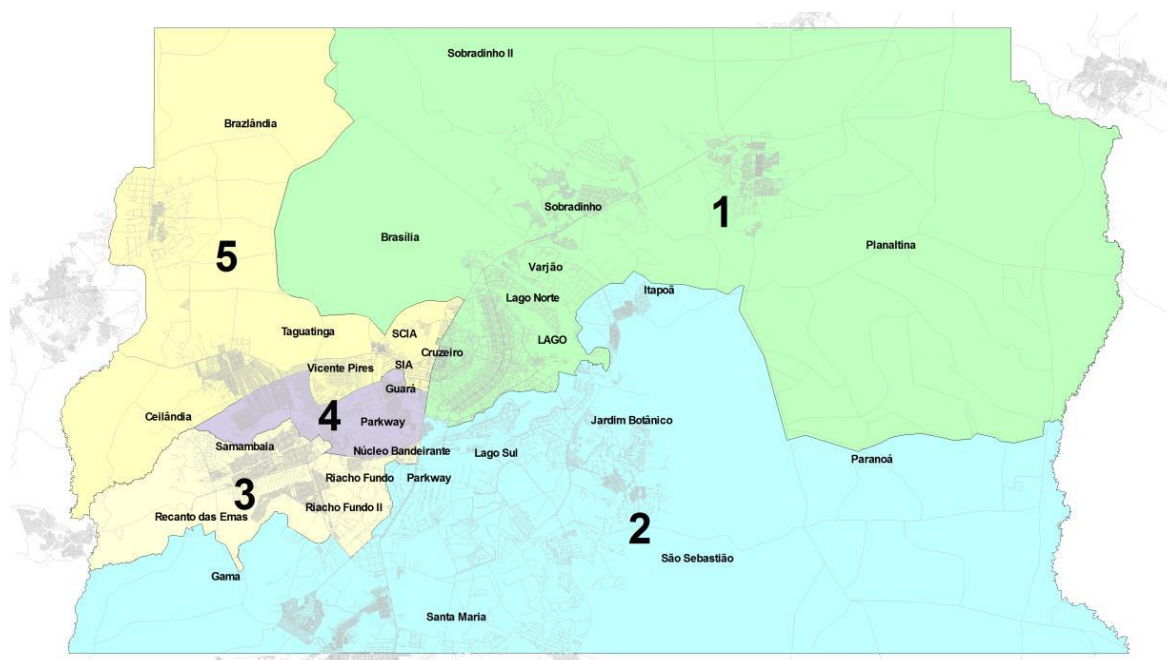 Sobradinho II
Brazlândia
Sobradinho
1
Brasília
Planaltina
5
Varjão
Itapoã
Lago Norte
Taguatinga
SCIA
LAGO
Cruzeiro
Vicente Pires
SIA
Guará
Ceilândia
4
Parkway
Jardim Botânico
Samambaia
Núcleo Bandeirante
Lago Sul
Paranoá
Riacho Fundo
Parkway
3
Recanto das Emas
Riacho Fundo II
2
São Sebastião
Gama
Santa Maria